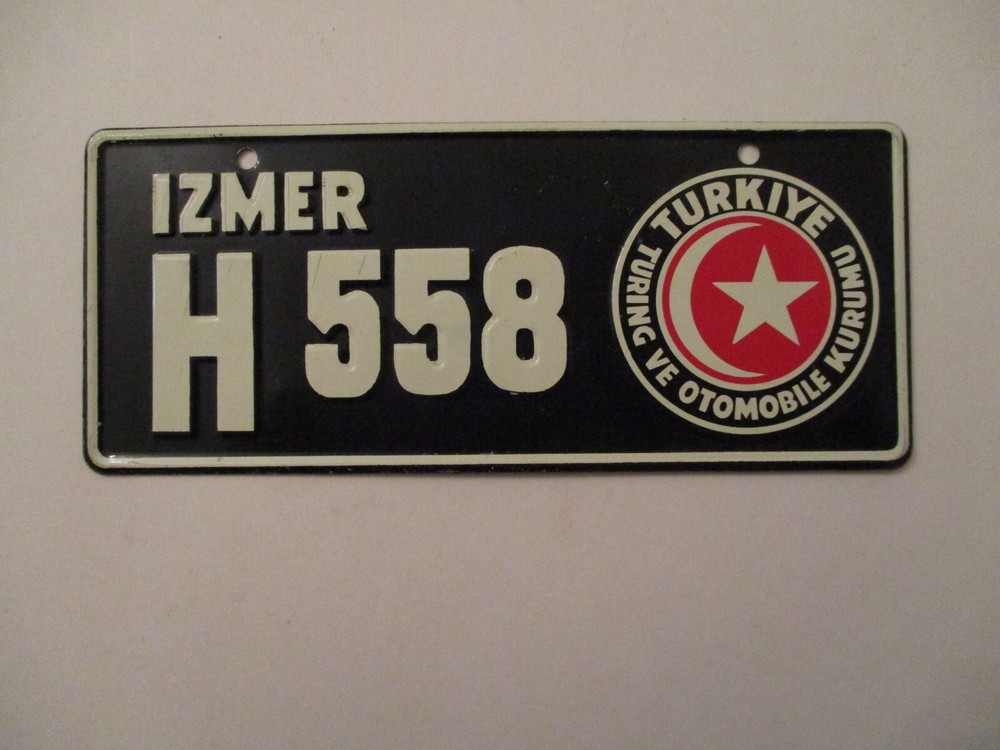 IZMER
H 558
TURKIYE
TURING VE OTOMOBILE KURUMU